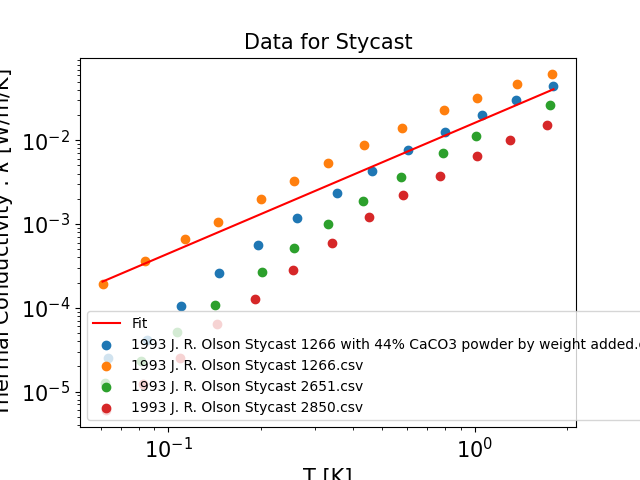 Data for Stycast
Thermal Conductivity : k [W/m/K]
10⁻²
10⁻³
10⁻⁴
10⁻⁵
Fit
1993 J. R. Olson Stycast 1266 with 44% CaCO3 powder by weight added.c
1993 J. R. Olson Stycast 1266.csv
1993 J. R. Olson Stycast 2651.csv
1993 J. R. Olson Stycast 2850.csv
10⁻¹
10⁰
T [K]